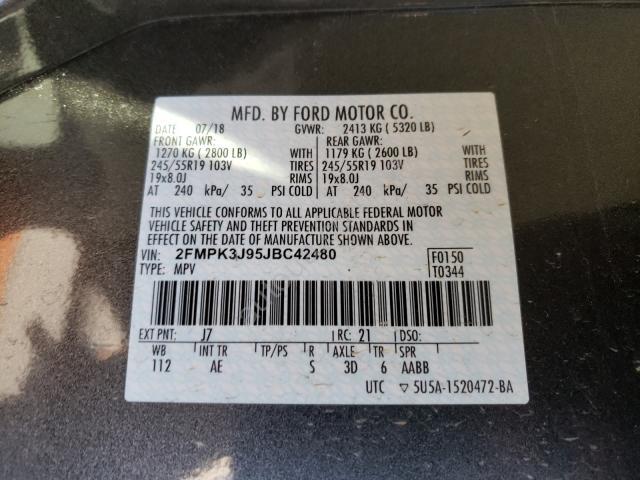 MFD. BY FORD MOTOR CO.
DATE 07/18 GVWR: 2413 KG ( 5320 LB)
FRONT GAWR: REAR GAWR:
1270 KG ( 2800 LB) WITH 1179 KG ( 2600 LB) WITH
245/55R19 103V TIRES 245/55R19 103V TIRES
19x8.0J RIMS 19x8.0J RIMS
AT 240 kPa/ 35 PSI COLD AT 240 kPa/ 35 PSI COLD
THIS VEHICLE CONFORMS TO ALL APPLICABLE FEDERAL MOTOR
VEHICLE SAFETY AND THEFT PREVENTION STANDARDS IN
EFFECT ON THE DATE OF MANUFACTURE SHOWN ABOVE.
VIN: 2FMPK3J95JBC42480 F0150
TYPE: MPV T0344
EXT PNT: J7 RC: 21 DSO:
WB INT TR TP/PS R AXLE TR SPR
112 AE S 3D 6 AABB
UTC ▽ 5U5A-1520472-BA